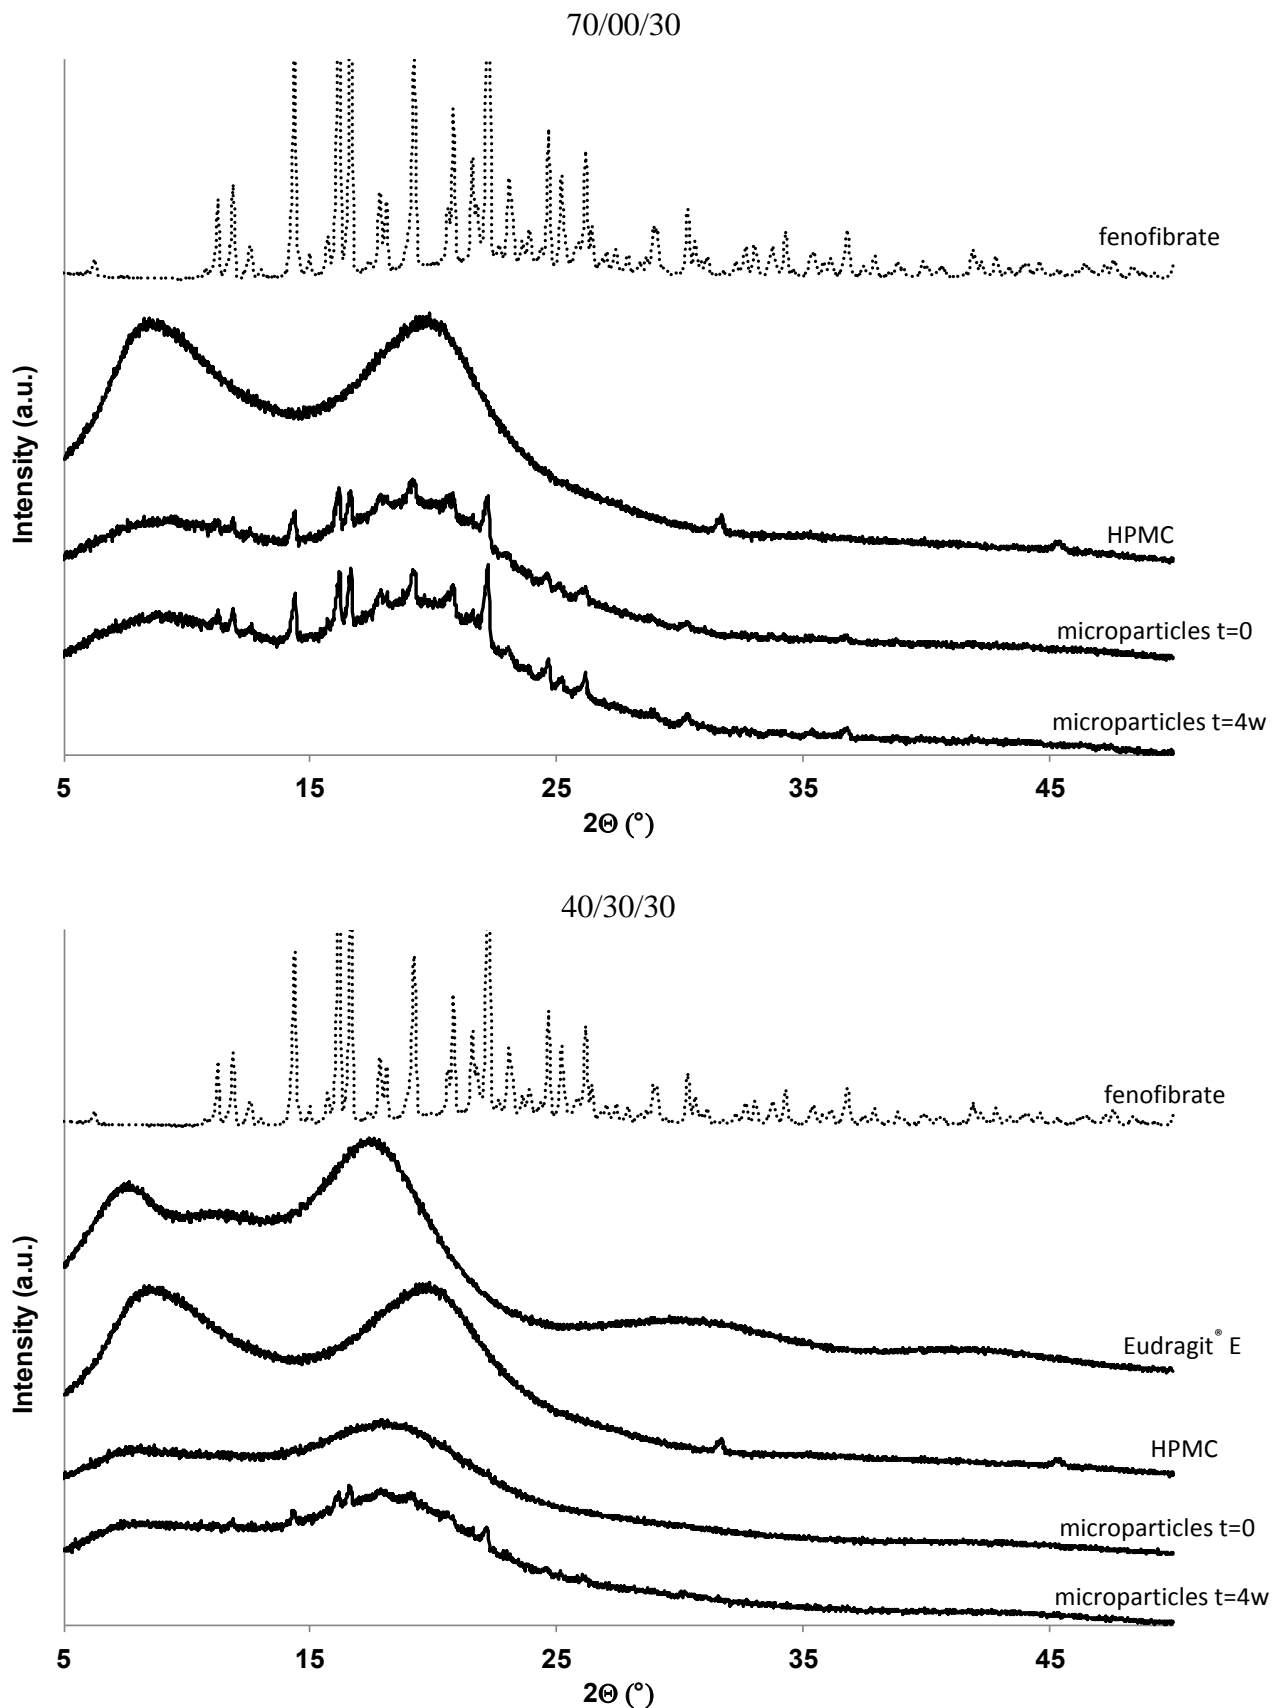 70/00/30
fenofibrate
HPMC
microparticles t=0
microparticles t=4w
Intensity (a.u.)
5 15 25 35 45
2Θ (°)
40/30/30
fenofibrate
Eudragit® E
HPMC
microparticles t=0
microparticles t=4w
Intensity (a.u.)
5 15 25 35 45
2Θ (°)